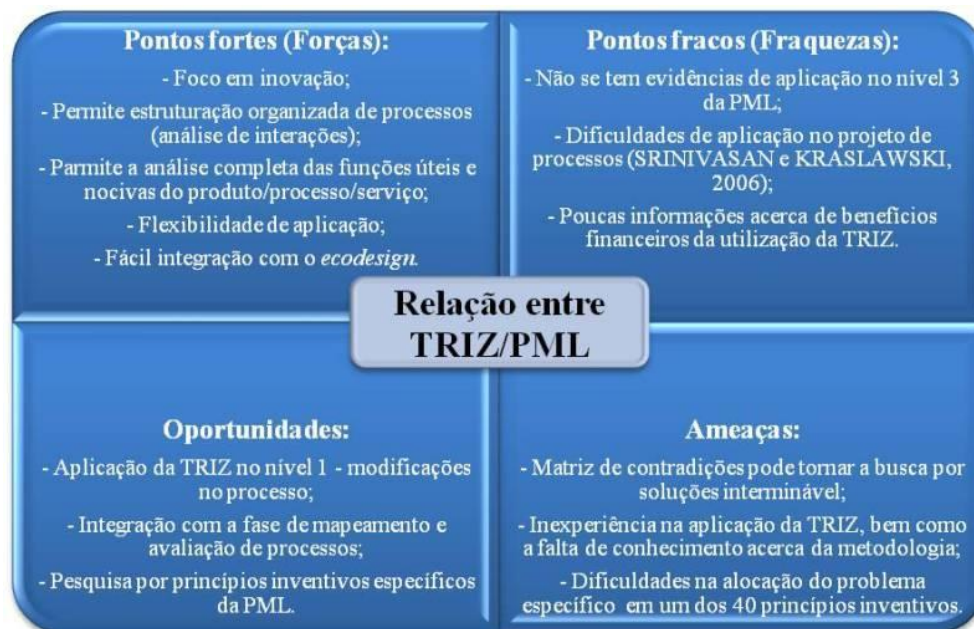 Pontos fortes (Forças):
- Foco em inovação;
- Permite estruturação organizada de processos
(análise de interações);
- Parmite a análise completa das funções úteis e
nocivas do produto/processo/serviço;
- Flexibilidade de aplicação;
- Fácil integração com o ecodesign.
Pontos fracos (Fraquezas):
- Não se tem evidências de aplicação no nível 3
da PML;
- Dificuldades de aplicação no projeto de
processos (SRINIVASAN e KRASLAWSKI,
2006);
- Poucas informações acerca de benefícios
financeiros da utilização da TRIZ.
Relação entre
TRIZ/PML
Oportunidades:
- Aplicação da TRIZ no nível 1 - modificações
no processo;
- Integração com a fase de mapeamento e
avaliação de processos;
- Pesquisa por princípios inventivos específicos
da PML.
Ameaças:
- Matriz de contradições pode tornar a busca por
soluções interminável;
- Inexperiência na aplicação da TRIZ, bem como
a falta de conhecimento acerca da metodologia;
- Dificuldades na alocação do problema
específico em um dos 40 princípios inventivos.